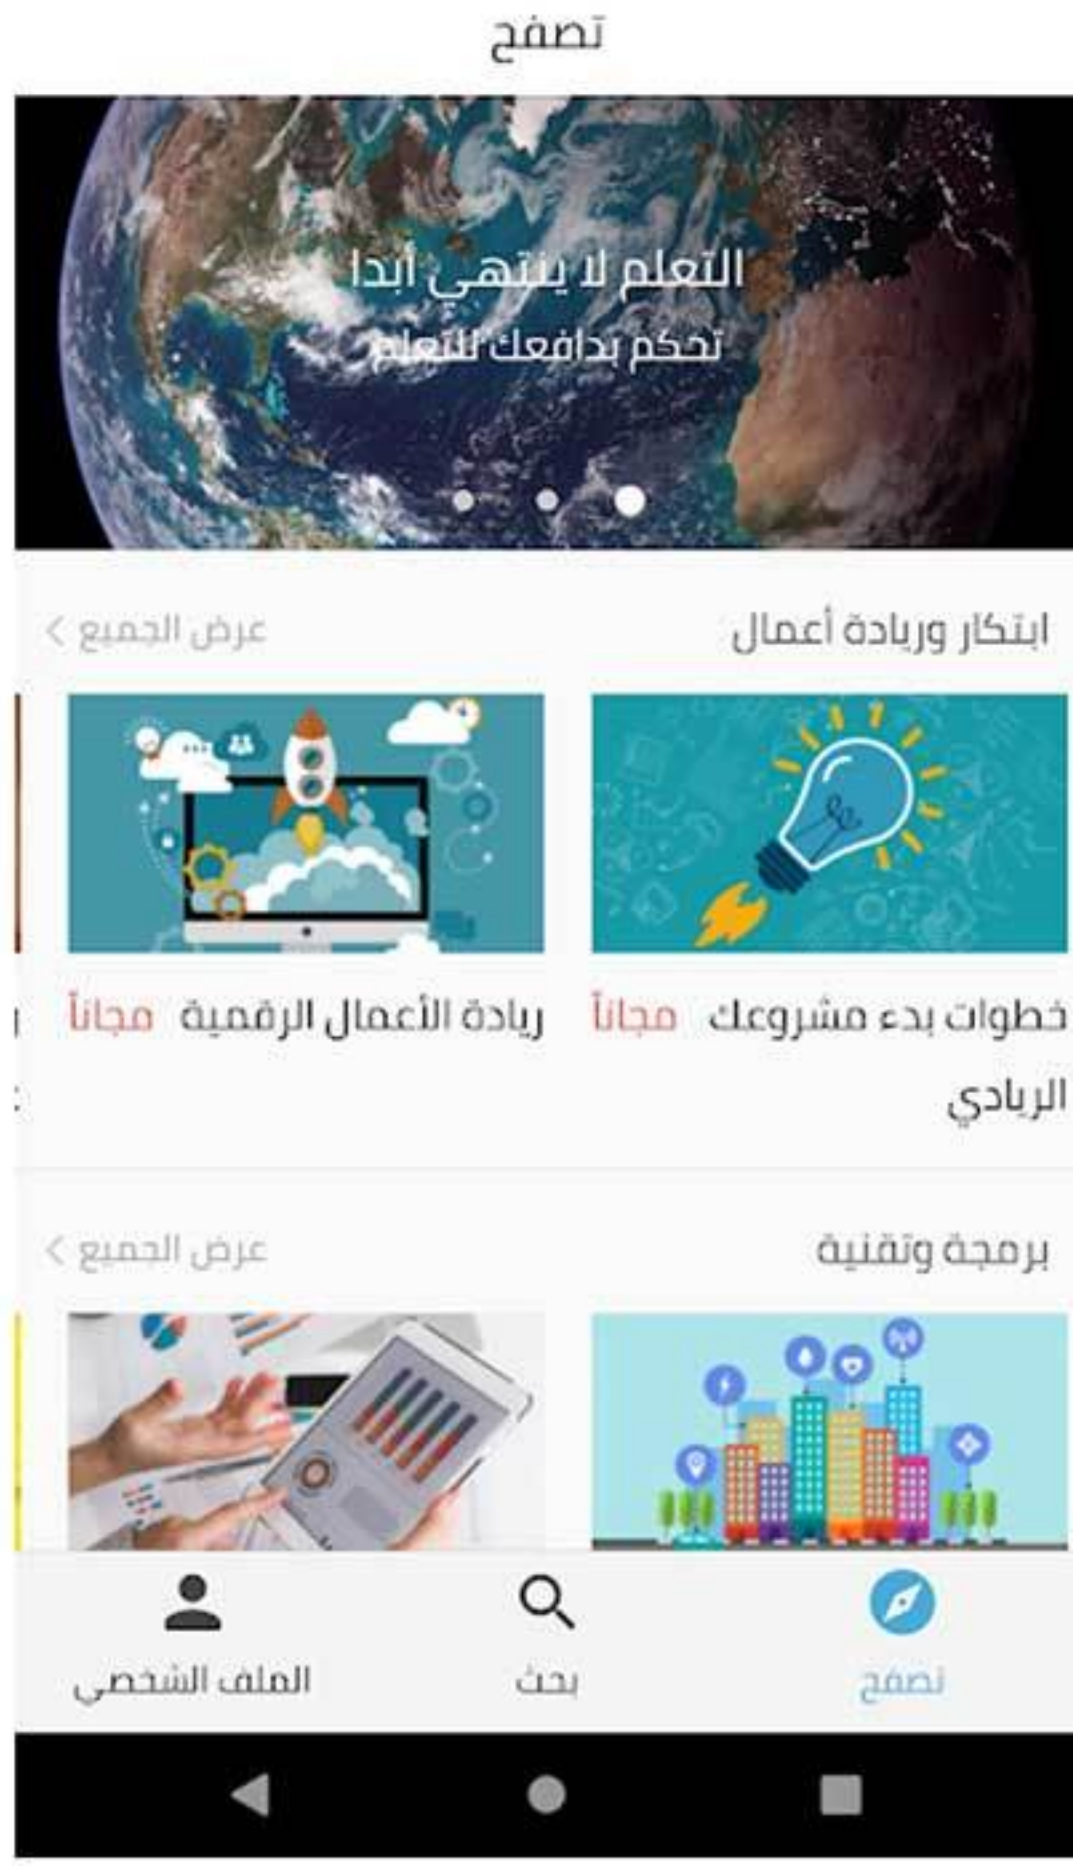 تصفح
التعلم لا ينتهي أبدا
تحكم بدافعك للتعلم
ابتكار وريادة أعمال
عرض الجميع
خطوات بدء مشروعك الريادي
مجاناً
ريادة الأعمال الرقمية
مجاناً
برمجة وتقنية
عرض الجميع
تصفح
بحث
الملف الشخصي